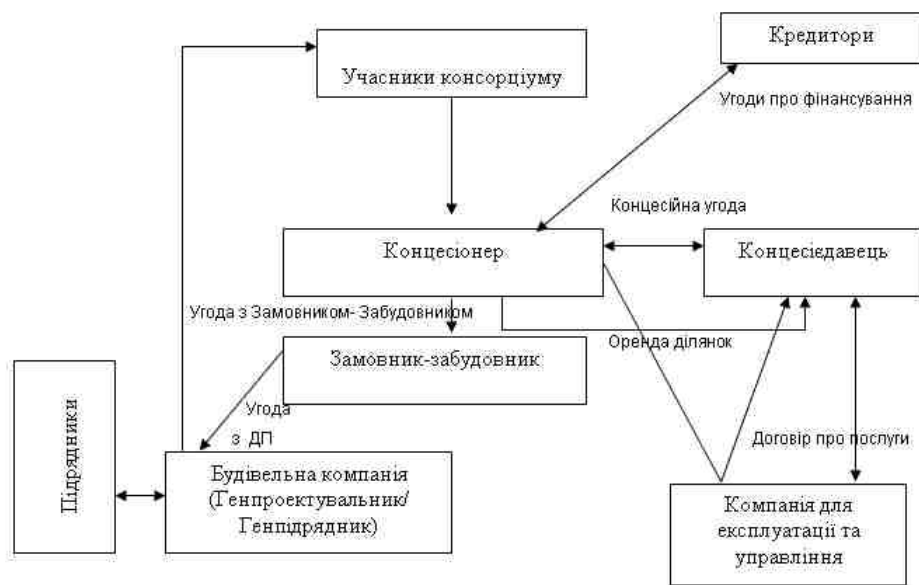 Кредитори
Учасники консорціуму
Угоди про фінансування
Концесійна угода
Концесіонер
Концесієдавець
Угода з Замовником- Забудовником
Оренда ділянок
Замовник-забудовник
Підрядники
Угода
з ДП
Договір про послуги
Будівельна компанія
(Генпроектувальник/
Генпідрядник)
Компанія для
експлуатації та
управління